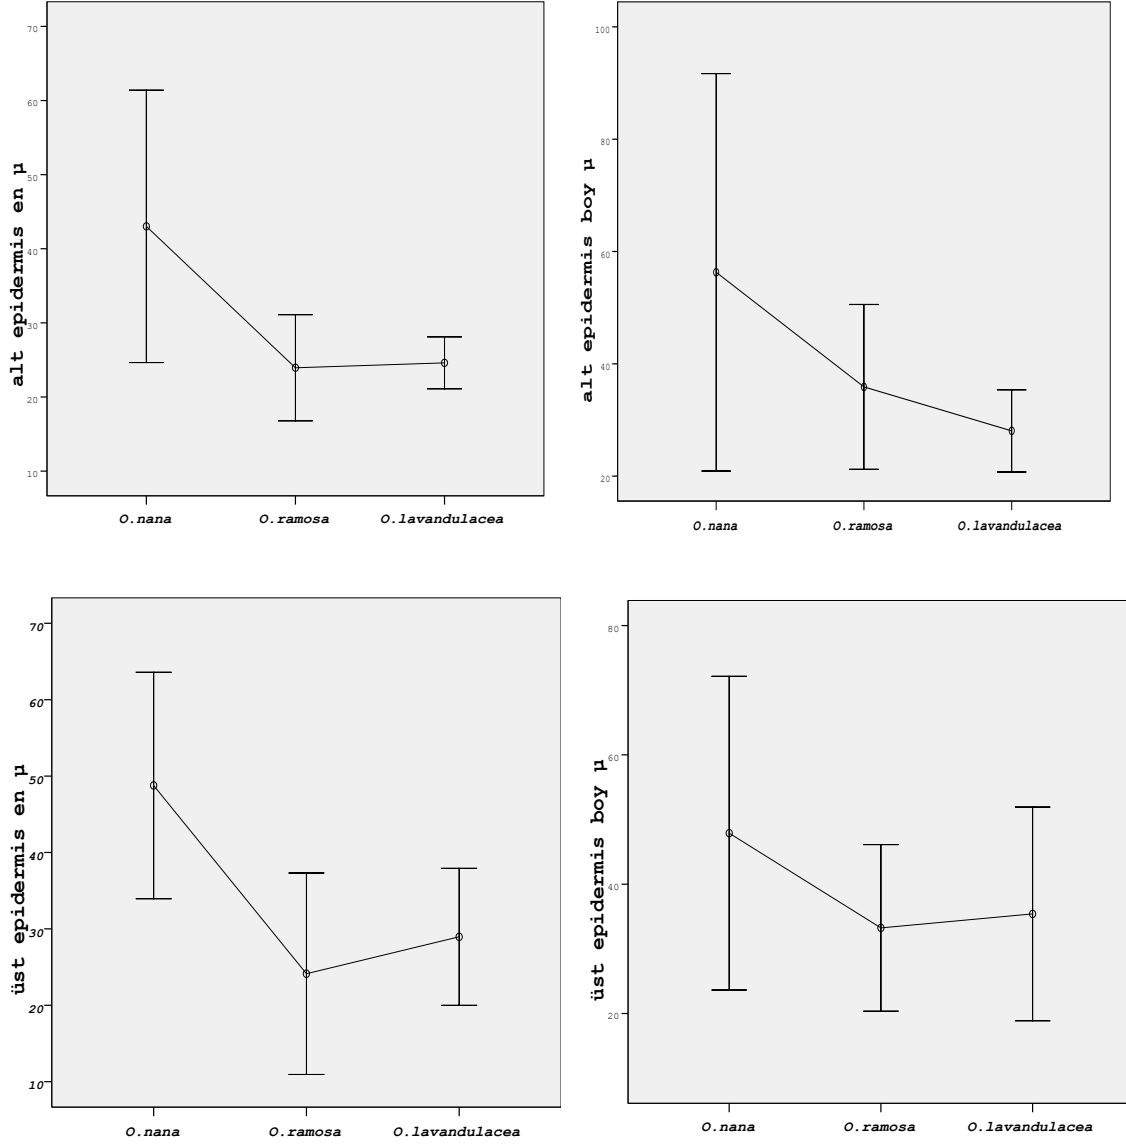 alt epidermis en µ
70
60
50
40
30
20
10
O.nana O.ramosa O.lavandulacea
alt epidermis boy µ
100
80
60
40
20
O.nana O.ramosa O.lavandulacea
üst epidermis en µ
70
60
50
40
30
20
10
O.nana O.ramosa O.lavandulacea
üst epidermis boy µ
80
60
40
20
O.nana O.ramosa O.lavandulacea